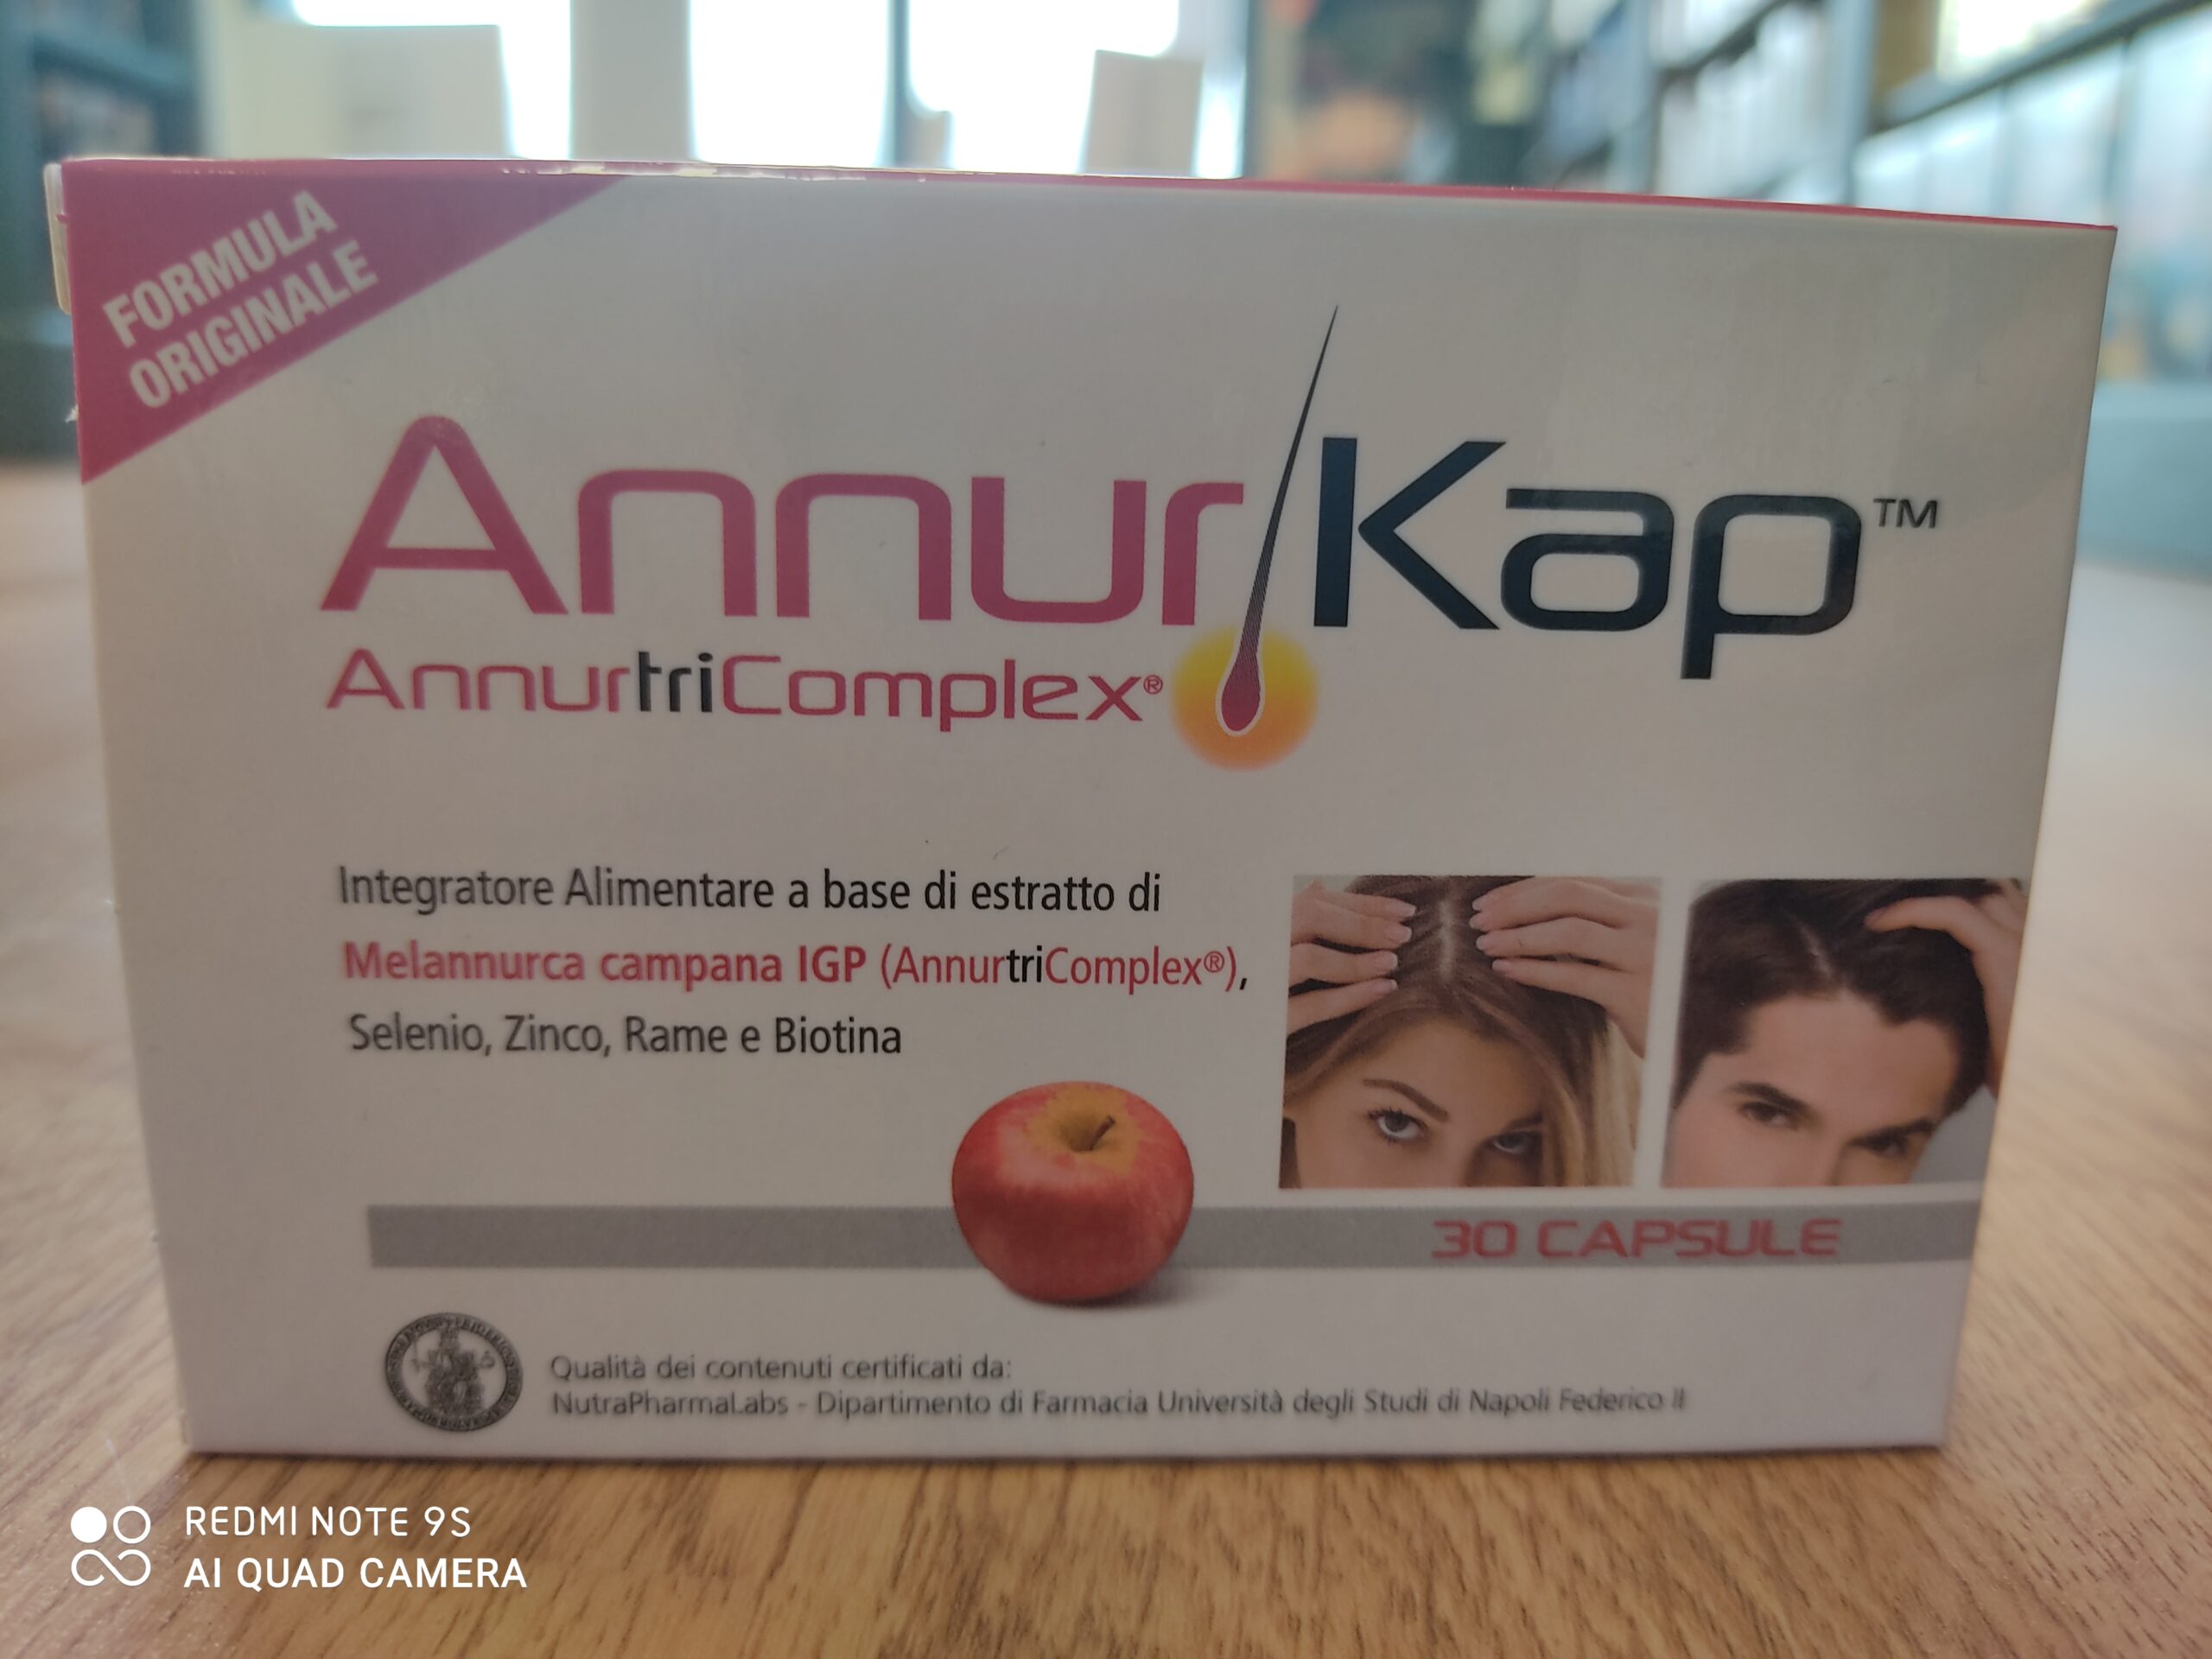 FORMULA
ORIGINALE
AnnurKap™
AnnurtriComplex®
Integratore Alimentare a base di estratto di
Melannurca campana IGP (AnnurtriComplex®),
Selenio, Zinco, Rame e Biotina
30 CAPSULE
Qualità dei contenuti certificati da:
NutraPharmaLabs - Dipartimento di Farmacia Università degli Studi di Napoli Federico II
REDMI NOTE 9S
AI QUAD CAMERA